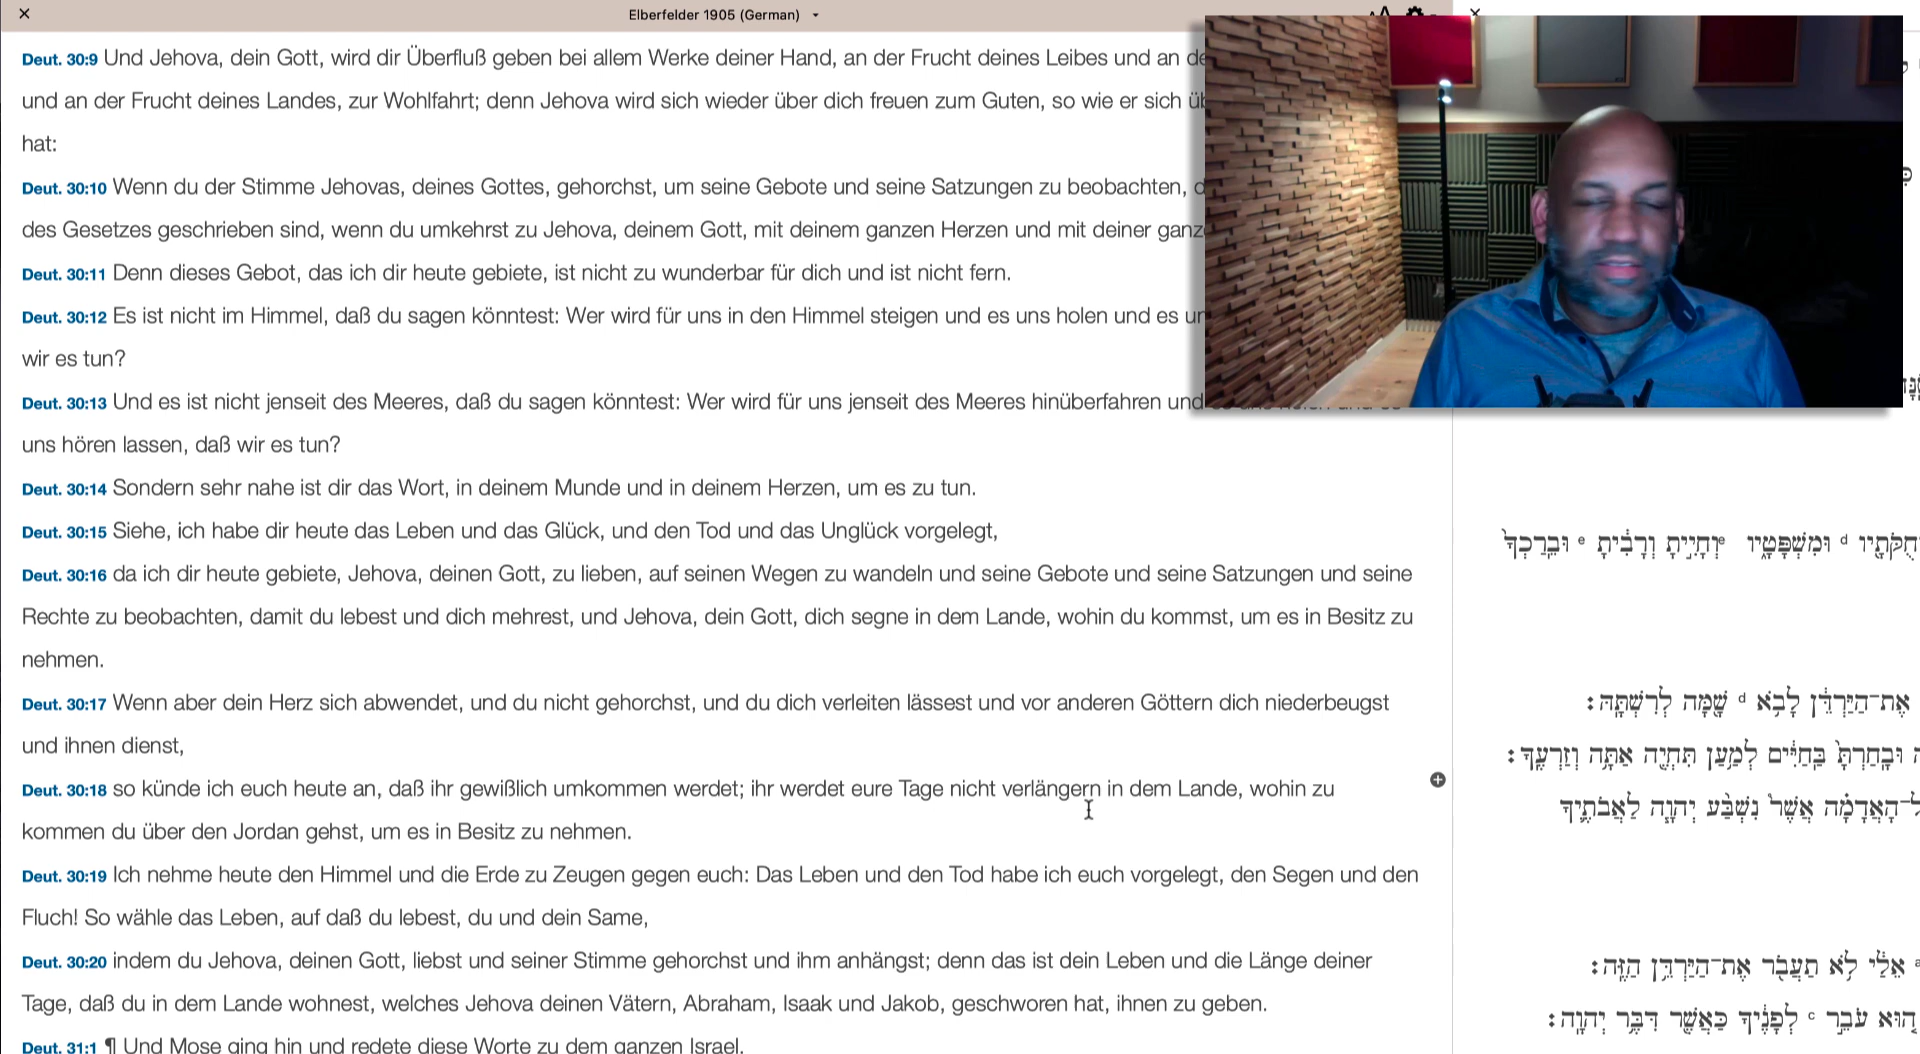 Elberfelder 1905 (German)
Deut. 30:9 Und Jehova, dein Gott, wird dir Überfluß geben bei allem Werke deiner Hand, an der Frucht deines Leibes und an
und an der Frucht deines Landes, zur Wohlfahrt; denn Jehova wird sich wieder über dich freuen zum Guten, so wie er sich
hat:
Deut. 30:10 Wenn du der Stimme Jehovas, deines Gottes, gehorchst, um seine Gebote und seine Satzungen zu beobachten,
des Gesetzes geschrieben sind, wenn du umkehrst zu Jehova, deinem Gott, mit deinem ganzen Herzen und mit deiner
Deut. 30:11 Denn dieses Gebot, das ich dir heute gebiete, ist nicht zu wunderbar für dich und ist nicht fern.
Deut. 30:12 Es ist nicht im Himmel, daß du sagen könntest: Wer wird für uns in den Himmel steigen und es uns holen und es
wir es tun?
Deut. 30:13 Und es ist nicht jenseit des Meeres, daß du sagen könntest: Wer wird für uns jenseit des Meeres hinüberfahren und
uns hören lassen, daß wir es tun?
Deut. 30:14 Sondern sehr nahe ist dir das Wort, in deinem Munde und in deinem Herzen, um es zu tun.
Deut. 30:15 Siehe, ich habe dir heute das Leben und das Glück, und den Tod und das Unglück vorgelegt,
Deut. 30:16 da ich dir heute gebiete, Jehova, deinen Gott, zu lieben, auf seinen Wegen zu wandeln und seine Gebote und seine Satzungen und seine
Rechte zu beobachten, damit du lebest und dich mehrest, und Jehova, dein Gott, dich segne in dem Lande, wohin du kommst, um es in Besitz zu
nehmen.
Deut. 30:17 Wenn aber dein Herz sich abwendet, und du nicht gehorchst, und du dich verleiten lässest und vor anderen Göttern dich niederbeugst
und ihnen dienst,
Deut. 30:18 so künde ich euch heute an, daß ihr gewißlich umkommen werdet; ihr werdet eure Tage nicht verlängern in dem Lande, wohin zu
kommen du über den Jordan gehst, um es in Besitz zu nehmen.
Deut. 30:19 Ich nehme heute den Himmel und die Erde zu Zeugen gegen euch: Das Leben und den Tod habe ich euch vorgelegt, den Segen und den
Fluch! So wähle das Leben, auf daß du lebest, du und dein Same,
Deut. 30:20 indem du Jehova, deinen Gott, liebst und seiner Stimme gehorchst und ihm anhängst; denn das ist dein Leben und die Länge deiner
Tage, daß du in dem Lande wohnest, welches Jehova deinen Vätern, Abraham, Isaak und Jakob, geschworen hat, ihnen zu geben.
Deut. 31:1 ¶ Und Mose ging hin und redete diese Worte zu dem ganzen Israel.
וּמִשְׁפָּטָ֑יו ᵉוְחָיִ֣יתָ וְרָבִ֔יתָ ᵉ וּבֵֽרַכְךָ֙
אֶת־הַיַּרְדֵּ֔ן לָבֹ֥א ᵈ שָׁ֖מָּה לְרִשְׁתָּֽהּ׃
וּבָֽחַרְתָּ֙ בַּֽחַיִּ֔ים לְמַ֥עַן תִּחְיֶ֖ה אַתָּ֥ה וְזַרְעֶֽךָ׃
הָאֲדָמָ֗ה אֲשֶׁר֩ נִשְׁבַּ֨ע יְהוָ֧ה לַאֲבֹתֶ֛יךָ
אֵלַ֔י לֹ֥א תַעֲבֹ֖ר אֶת־הַיַּרְדֵּ֥ן הַזֶּֽה׃
ה֚וּא עֹבֵ֣ר ᶜ לְפָנֶ֔יךָ כַּאֲשֶׁ֖ר דִּבֶּ֥ר יְהוָֽה׃